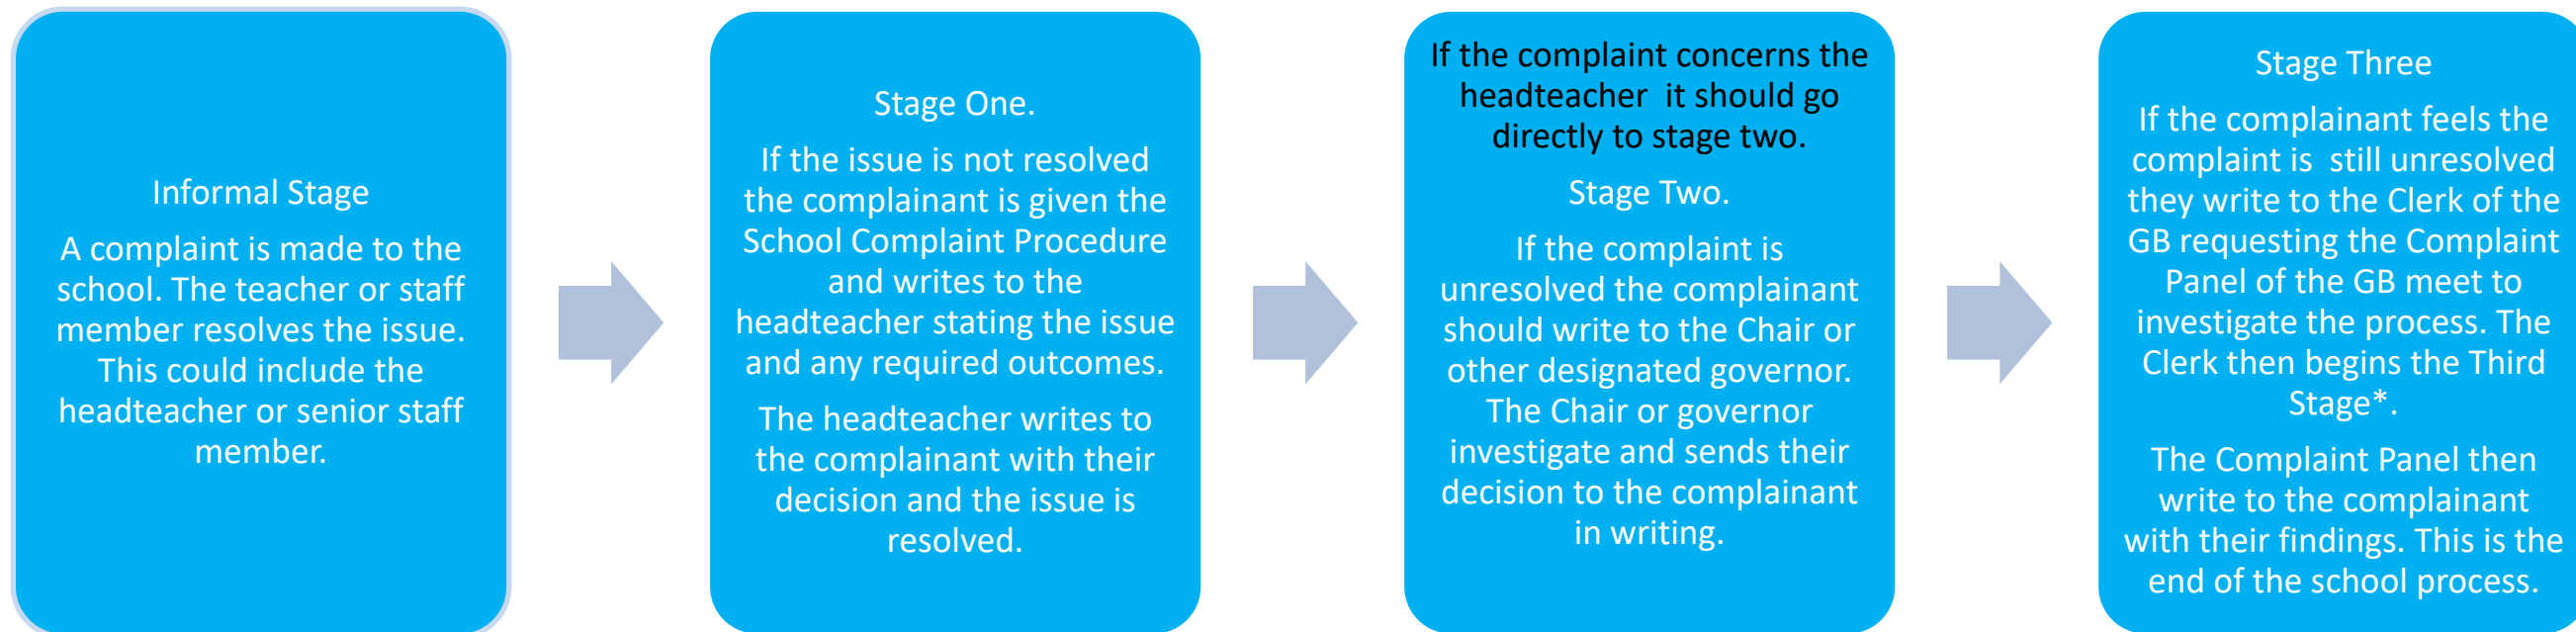 Informal Stage
A complaint is made to the
school. The teacher or staff
member resolves the issue.
This could include the
headteacher or senior staff
member.
Stage One.
If the issue is not resolved
the complainant is given the
School Complaint Procedure
and writes to the
headteacher stating the issue
and any required outcomes.
The headteacher writes to
the complainant with their
decision and the issue is
resolved.
If the complaint concerns the
headteacher it should go
directly to stage two.
Stage Two.
If the complaint is
unresolved the complainant
should write to the Chair or
other designated governor.
The Chair or governor
investigate and sends their
decision to the complainant
in writing.
Stage Three
If the complainant feels the
complaint is still unresolved
they write to the Clerk of the
GB requesting the Complaint
Panel of the GB meet to
investigate the process. The
Clerk then begins the Third
Stage*.
The Complaint Panel then
write to the complainant
with their findings. This is the
end of the school process.